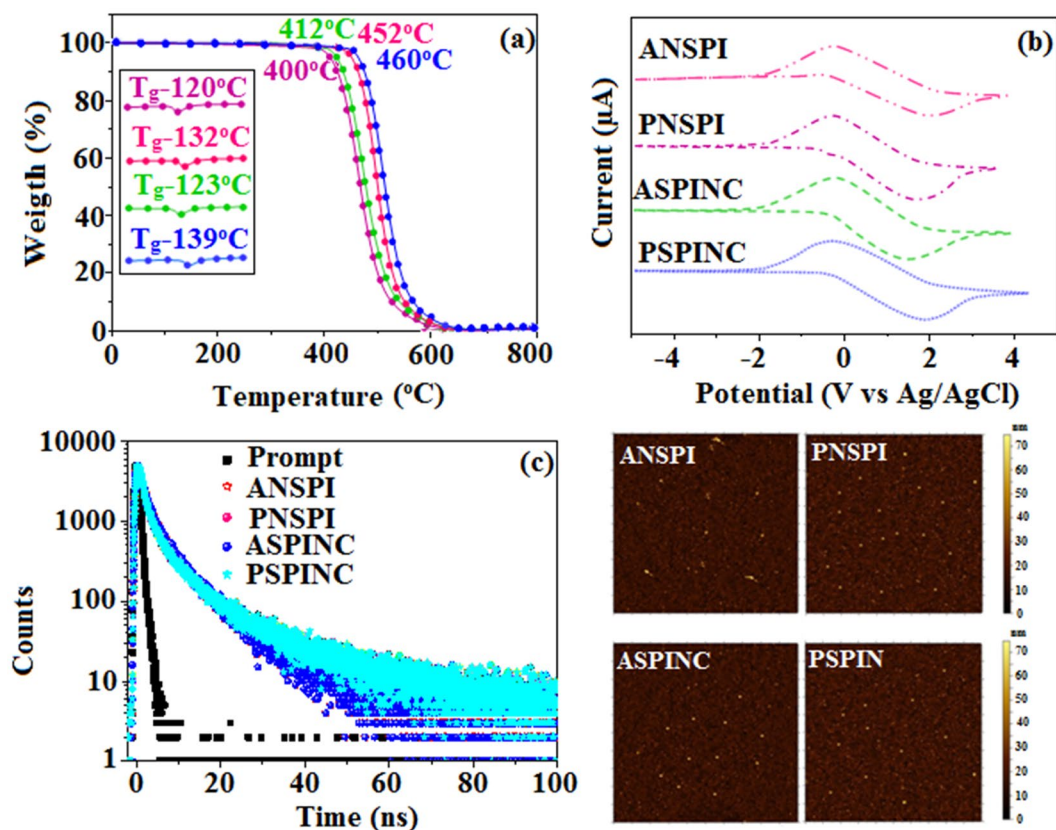 (a)
412°C 452°C
400°C 460°C
Tg-120°C
Tg-132°C
Tg-123°C
Tg-139°C
Weigth (%)
100
80
60
40
20
0
0 200 400 600 800
Temperature (°C)
(b)
ANSPI
PNSPI
ASPINC
PSPINC
Current (µA)
-4 -2 0 2 4
Potential (V vs Ag/AgCl)
(c)
Prompt
ANSPI
PNSPI
ASPINC
PSPINC
Counts
10000
1000
100
10
1
0 20 40 60 80 100
Time (ns)
ANSPI
PNSPI
nm
70
60
50
40
30
20
10
0
ASPINC
PSPIN
nm
70
60
50
40
30
20
10
0